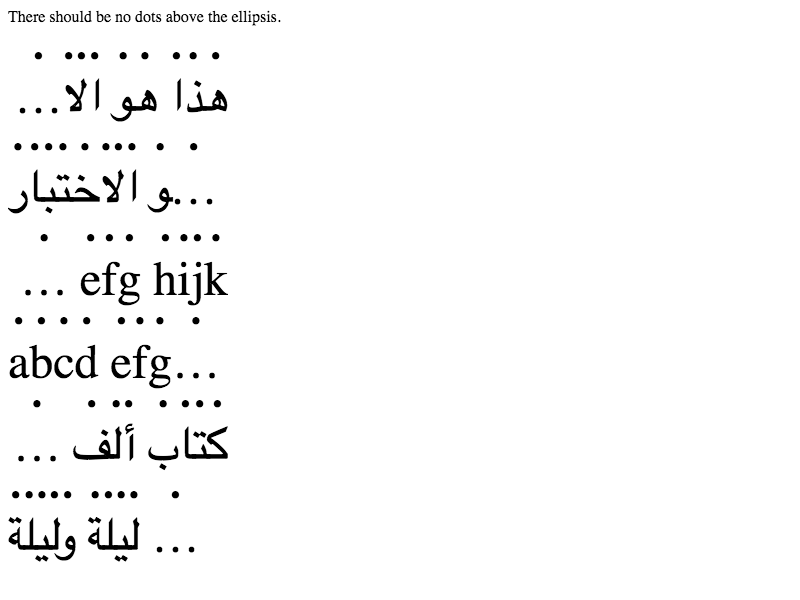 There should be no dots above the ellipsis.
هذا هو الا…
…و الاختبار
… efg hijk
abcd efg…
كتاب ألف …
… ليلة وليلة